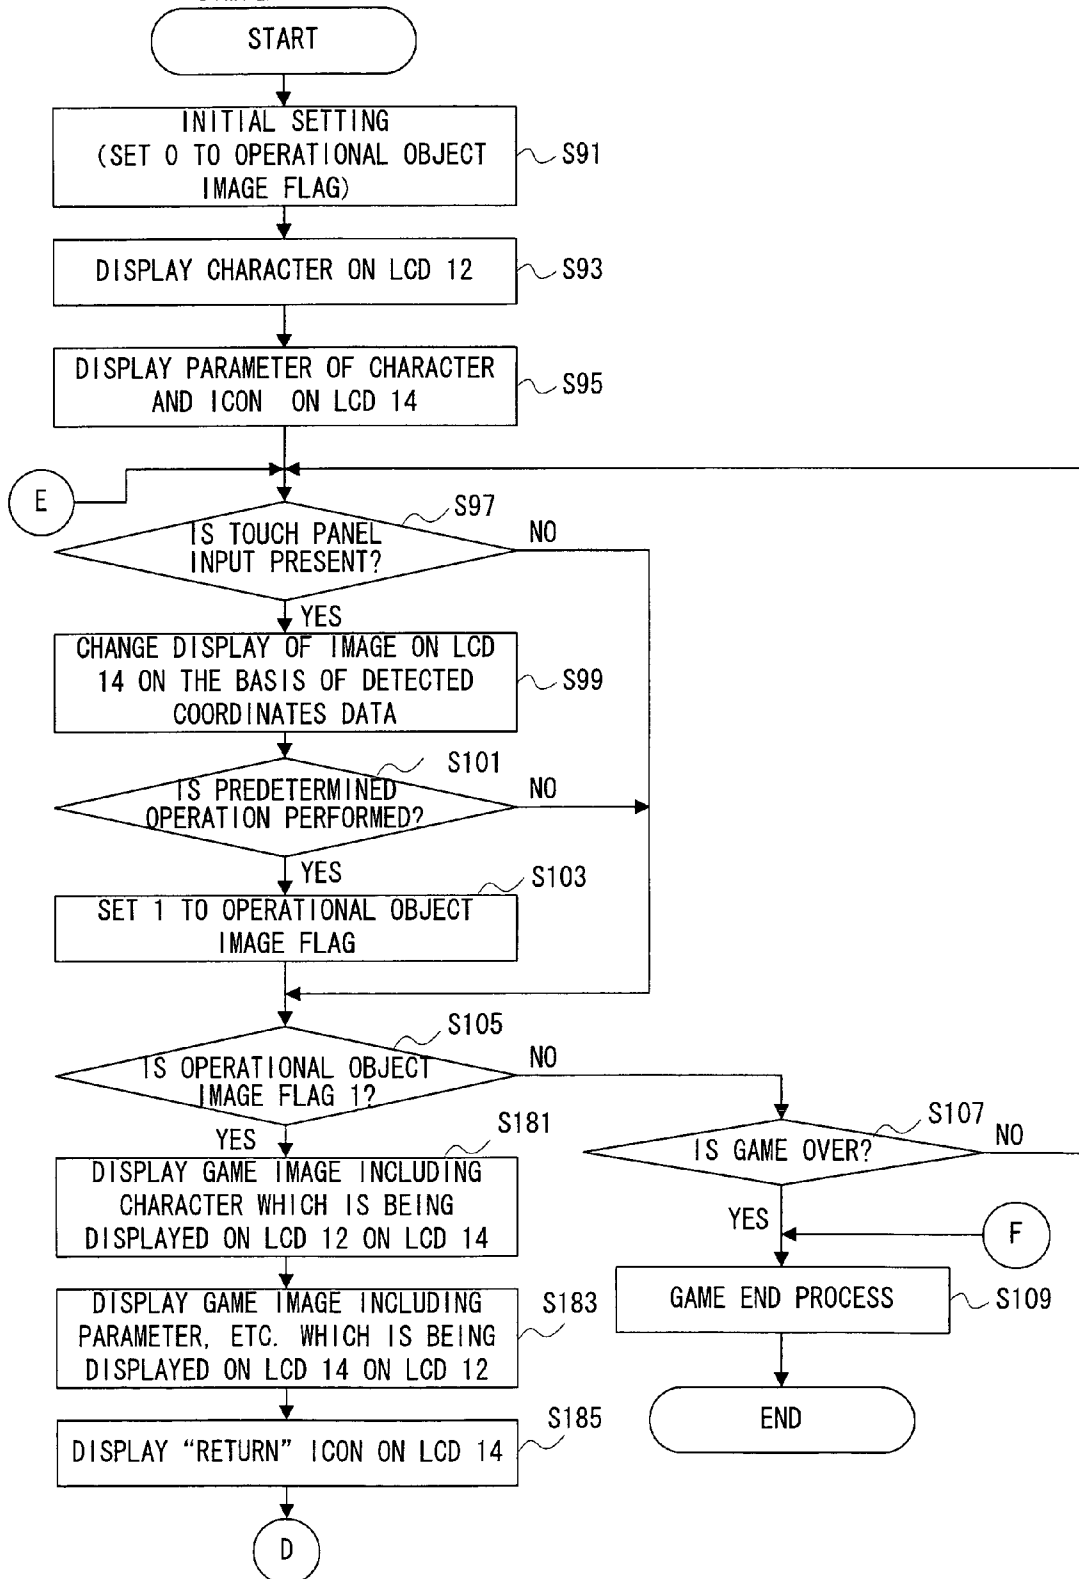 START
INITIAL SETTING
(SET 0 TO OPERATIONAL OBJECT
IMAGE FLAG)
S91
DISPLAY CHARACTER ON LCD 12
S93
DISPLAY PARAMETER OF CHARACTER
AND ICON ON LCD 14
S95
E
S97
IS TOUCH PANEL
INPUT PRESENT?
NO
YES
CHANGE DISPLAY OF IMAGE ON LCD
14 ON THE BASIS OF DETECTED
COORDINATES DATA
S99
S101
IS PREDETERMINED
OPERATION PERFORMED?
NO
YES
S103
SET 1 TO OPERATIONAL OBJECT
IMAGE FLAG
S105
IS OPERATIONAL OBJECT
IMAGE FLAG 1?
NO
YES
S107
IS GAME OVER?
NO
YES
F
GAME END PROCESS
S109
END
S181
DISPLAY GAME IMAGE INCLUDING
CHARACTER WHICH IS BEING
DISPLAYED ON LCD 12 ON LCD 14
S183
DISPLAY GAME IMAGE INCLUDING
PARAMETER, ETC. WHICH IS BEING
DISPLAYED ON LCD 14 ON LCD 12
S185
DISPLAY “RETURN” ICON ON LCD 14
D